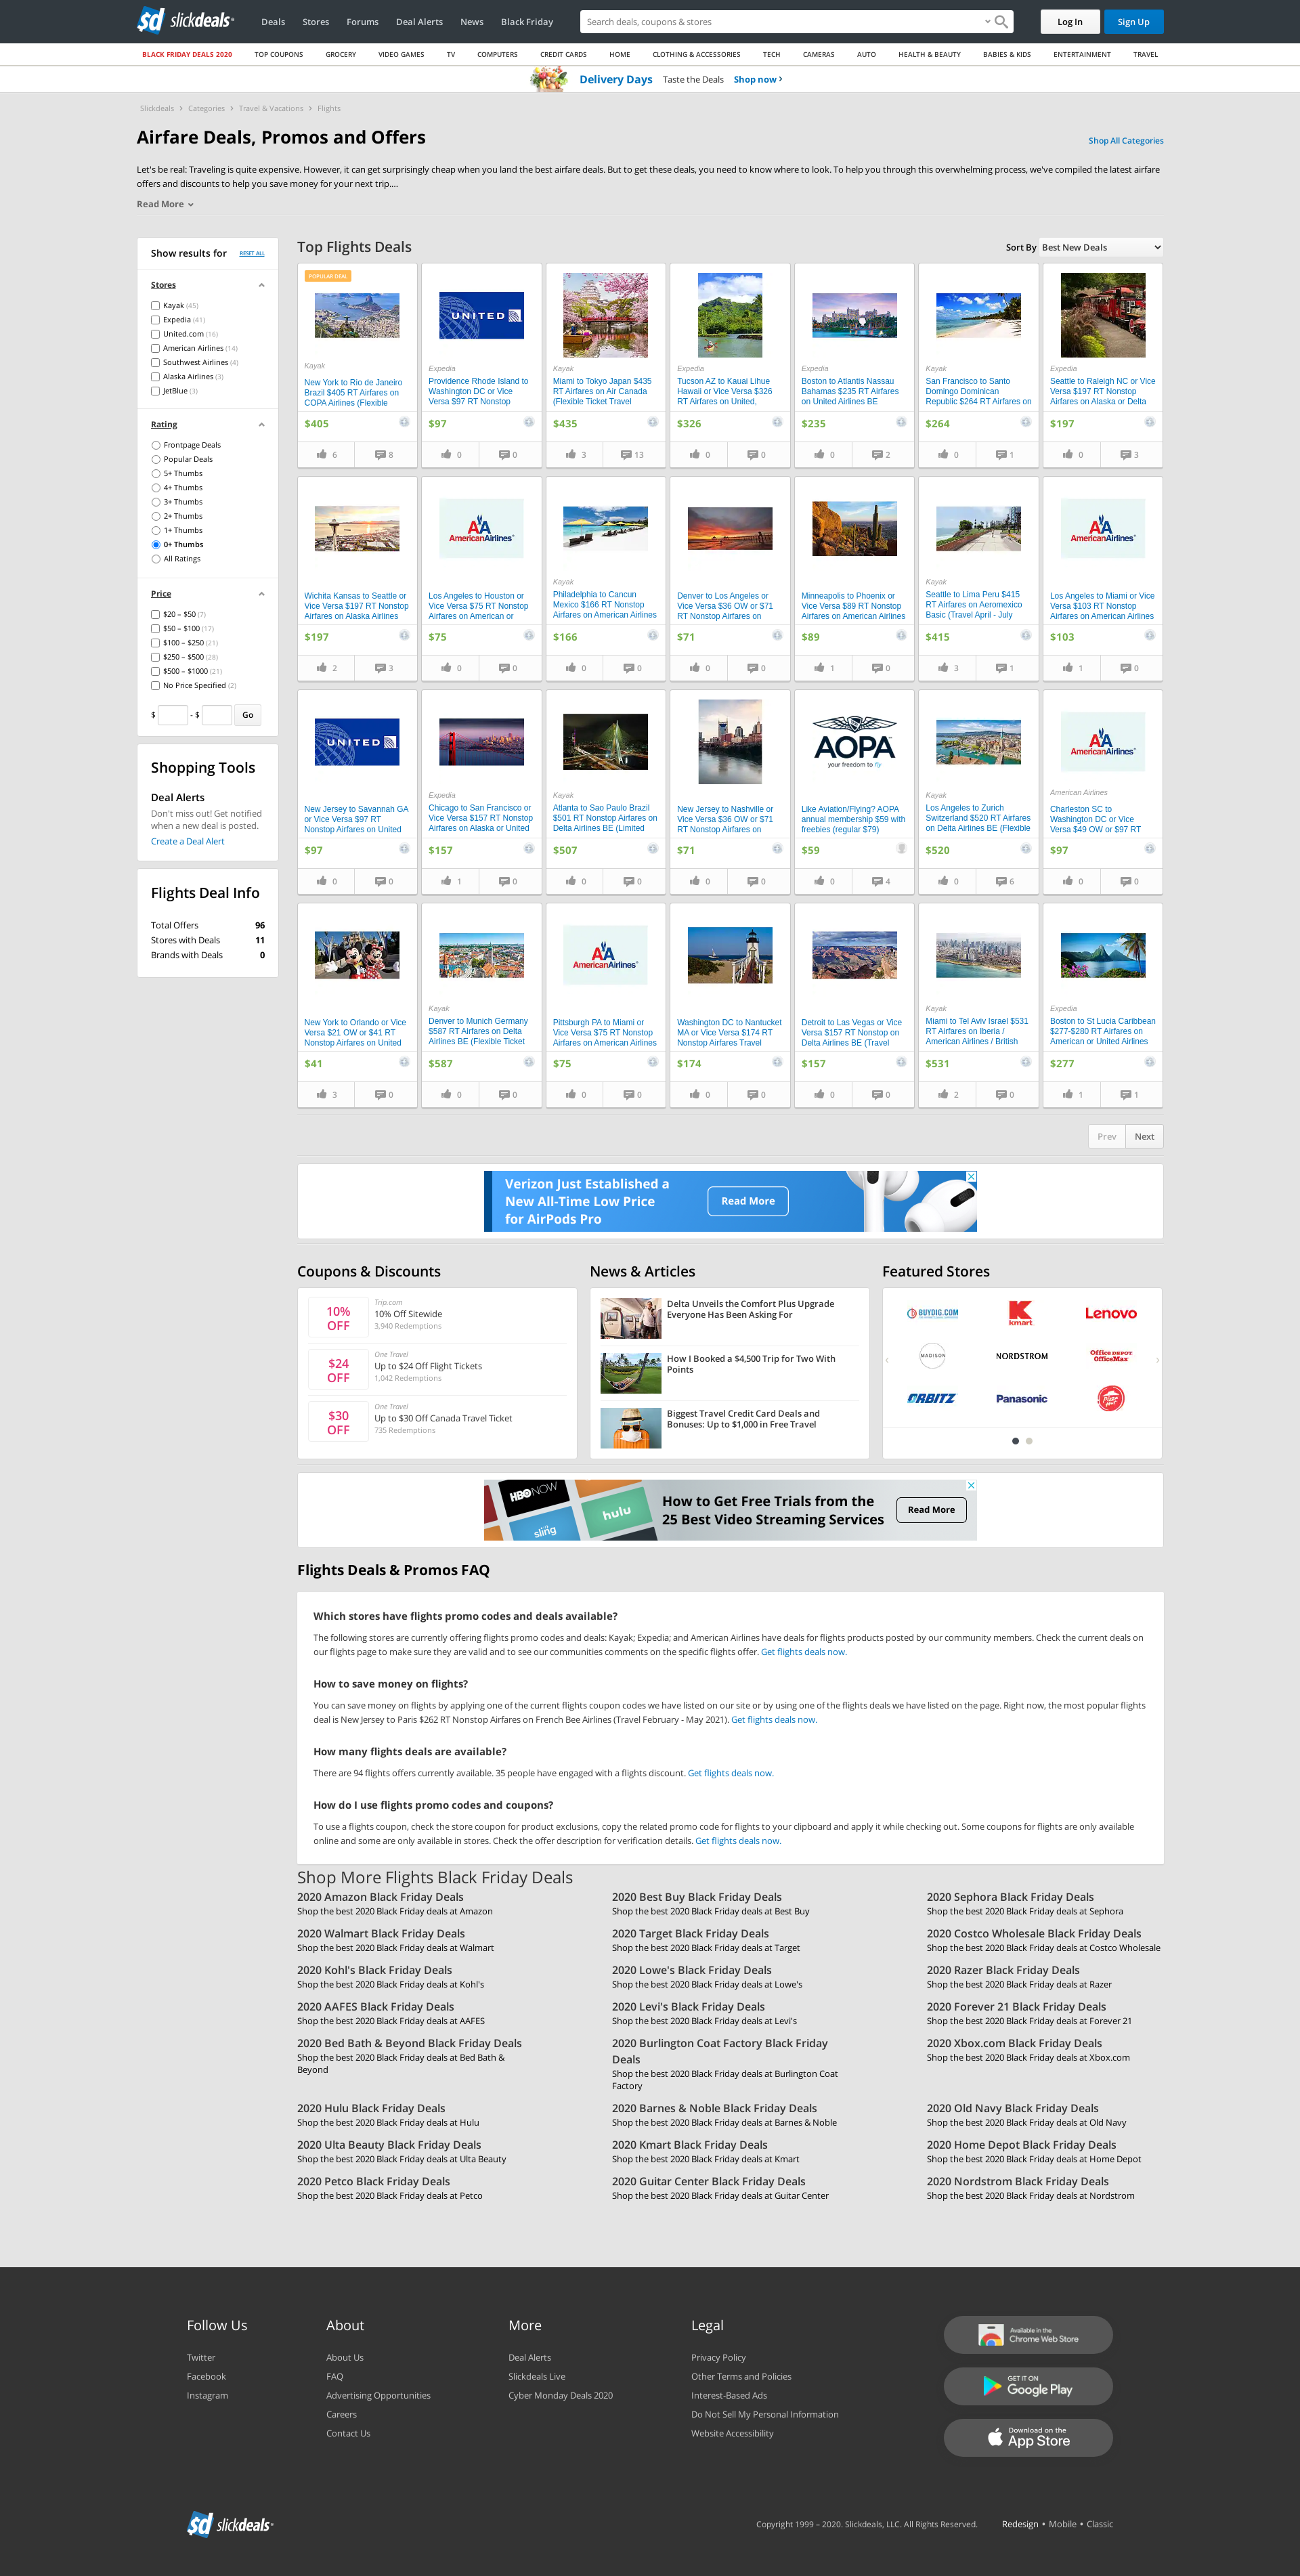 slickdeals
Deals
Stores
Forums
Deal Alerts
News
Black Friday
Search deals, coupons & stores
Log In
Sign Up
BLACK FRIDAY DEALS 2020
TOP COUPONS
GROCERY
VIDEO GAMES
TV
COMPUTERS
CREDIT CARDS
HOME
CLOTHING & ACCESSORIES
TECH
CAMERAS
AUTO
HEALTH & BEAUTY
BABIES & KIDS
ENTERTAINMENT
TRAVEL
Delivery Days Taste the Deals Shop now ›
Slickdeals › Categories › Travel & Vacations › Flights
Airfare Deals, Promos and Offers
Shop All Categories
Let's be real: Traveling is quite expensive. However, it can get surprisingly cheap when you land the best airfare deals. But to get these deals, you need to know where to look. To help you through this overwhelming process, we've compiled the latest airfare
offers and discounts to help you save money for your next trip....
Read More
Show results for RESET ALL
Stores
Kayak (45)
Expedia (41)
United.com (16)
American Airlines (14)
Southwest Airlines (4)
Alaska Airlines (3)
JetBlue (3)
Rating
Frontpage Deals
Popular Deals
5+ Thumbs
4+ Thumbs
3+ Thumbs
2+ Thumbs
1+ Thumbs
0+ Thumbs
All Ratings
Price
$20 – $50 (7)
$50 – $100 (17)
$100 – $250 (21)
$250 – $500 (28)
$500 – $1000 (21)
No Price Specified (2)
$ - $ Go
Shopping Tools
Deal Alerts
Don't miss out! Get notified
when a new deal is posted.
Create a Deal Alert
Flights Deal Info
Total Offers 96
Stores with Deals 11
Brands with Deals 0
Top Flights Deals
Sort By Best New Deals
POPULAR DEAL
Kayak
New York to Rio de Janeiro
Brazil $405 RT Airfares on
COPA Airlines (Flexible
$405
6 8
UNITED
Expedia
Providence Rhode Island to
Washington DC or Vice
Versa $97 RT Nonstop
$97
0 0
Kayak
Miami to Tokyo Japan $435
RT Airfares on Air Canada
(Flexible Ticket Travel
$435
3 13
Expedia
Tucson AZ to Kauai Lihue
Hawaii or Vice Versa $326
RT Airfares on United,
$326
0 0
Expedia
Boston to Atlantis Nassau
Bahamas $235 RT Airfares
on United Airlines BE
$235
0 2
Kayak
San Francisco to Santo
Domingo Dominican
Republic $264 RT Airfares on
$264
0 1
Expedia
Seattle to Raleigh NC or Vice
Versa $197 RT Nonstop
Airfares on Alaska or Delta
$197
0 3
Wichita Kansas to Seattle or
Vice Versa $197 RT Nonstop
Airfares on Alaska Airlines
$197
2 3
AmericanAirlines
Los Angeles to Houston or
Vice Versa $75 RT Nonstop
Airfares on American or
$75
0 0
Kayak
Philadelphia to Cancun
Mexico $166 RT Nonstop
Airfares on American Airlines
$166
0 0
Denver to Los Angeles or
Vice Versa $36 OW or $71
RT Nonstop Airfares on
$71
0 0
Minneapolis to Phoenix or
Vice Versa $89 RT Nonstop
Airfares on American Airlines
$89
1 0
Kayak
Seattle to Lima Peru $415
RT Airfares on Aeromexico
Basic (Travel April - July
$415
3 1
AmericanAirlines
Los Angeles to Miami or Vice
Versa $103 RT Nonstop
Airfares on American Airlines
$103
1 0
UNITED
New Jersey to Savannah GA
or Vice Versa $97 RT
Nonstop Airfares on United
$97
0 0
Expedia
Chicago to San Francisco or
Vice Versa $157 RT Nonstop
Airfares on Alaska or United
$157
1 0
Kayak
Atlanta to Sao Paulo Brazil
$501 RT Nonstop Airfares on
Delta Airlines BE (Limited
$507
0 0
New Jersey to Nashville or
Vice Versa $36 OW or $71
RT Nonstop Airfares on
$71
0 0
AOPA
your freedom to fly
Like Aviation/Flying? AOPA
annual membership $59 with
freebies (regular $79)
$59
0 4
Kayak
Los Angeles to Zurich
Switzerland $520 RT Airfares
on Delta Airlines BE (Flexible
$520
0 6
AmericanAirlines
American Airlines
Charleston SC to
Washington DC or Vice
Versa $49 OW or $97 RT
$97
0 0
New York to Orlando or Vice
Versa $21 OW or $41 RT
Nonstop Airfares on United
$41
3 0
Kayak
Denver to Munich Germany
$587 RT Airfares on Delta
Airlines BE (Flexible Ticket
$587
0 0
AmericanAirlines
Pittsburgh PA to Miami or
Vice Versa $75 RT Nonstop
Airfares on American Airlines
$75
0 0
Washington DC to Nantucket
MA or Vice Versa $174 RT
Nonstop Airfares Travel
$174
0 0
Detroit to Las Vegas or Vice
Versa $157 RT Nonstop on
Delta Airlines BE (Travel
$157
0 0
Kayak
Miami to Tel Aviv Israel $531
RT Airfares on Iberia /
American Airlines / British
$531
2 0
Expedia
Boston to St Lucia Caribbean
$277-$280 RT Airfares on
American or United Airlines
$277
1 1
Prev Next
Verizon Just Established a
New All-Time Low Price
for AirPods Pro
Read More
Coupons & Discounts
10%
OFF
Trip.com
10% Off Sitewide
3,940 Redemptions
$24
OFF
One Travel
Up to $24 Off Flight Tickets
1,042 Redemptions
$30
OFF
One Travel
Up to $30 Off Canada Travel Ticket
735 Redemptions
News & Articles
Delta Unveils the Comfort Plus Upgrade
Everyone Has Been Asking For
How I Booked a $4,500 Trip for Two With
Points
Biggest Travel Credit Card Deals and
Bonuses: Up to $1,000 in Free Travel
Featured Stores
BUYDIG.COM
kmart
Lenovo
MADISON
NORDSTROM
Office DEPOT
OfficeMax
ORBITZ
Panasonic
HBO NOW
hulu
sling
How to Get Free Trials from the
25 Best Video Streaming Services
Read More
Flights Deals & Promos FAQ
Which stores have flights promo codes and deals available?
The following stores are currently offering flights promo codes and deals: Kayak; Expedia; and American Airlines have deals for flights products posted by our community members. Check the current deals on
our flights page to make sure they are valid and to see our communities comments on the specific flights offer. Get flights deals now.
How to save money on flights?
You can save money on flights by applying one of the current flights coupon codes we have listed on our site or by using one of the flights deals we have listed on the page. Right now, the most popular flights
deal is New Jersey to Paris $262 RT Nonstop Airfares on French Bee Airlines (Travel February - May 2021). Get flights deals now.
How many flights deals are available?
There are 94 flights offers currently available. 35 people have engaged with a flights discount. Get flights deals now.
How do I use flights promo codes and coupons?
To use a flights coupon, check the store coupon for product exclusions, copy the related promo code for flights to your clipboard and apply it while checking out. Some coupons for flights are only available
online and some are only available in stores. Check the offer description for verification details. Get flights deals now.
Shop More Flights Black Friday Deals
2020 Amazon Black Friday Deals
Shop the best 2020 Black Friday deals at Amazon
2020 Best Buy Black Friday Deals
Shop the best 2020 Black Friday deals at Best Buy
2020 Sephora Black Friday Deals
Shop the best 2020 Black Friday deals at Sephora
2020 Walmart Black Friday Deals
Shop the best 2020 Black Friday deals at Walmart
2020 Target Black Friday Deals
Shop the best 2020 Black Friday deals at Target
2020 Costco Wholesale Black Friday Deals
Shop the best 2020 Black Friday deals at Costco Wholesale
2020 Kohl's Black Friday Deals
Shop the best 2020 Black Friday deals at Kohl's
2020 Lowe's Black Friday Deals
Shop the best 2020 Black Friday deals at Lowe's
2020 Razer Black Friday Deals
Shop the best 2020 Black Friday deals at Razer
2020 AAFES Black Friday Deals
Shop the best 2020 Black Friday deals at AAFES
2020 Levi's Black Friday Deals
Shop the best 2020 Black Friday deals at Levi's
2020 Forever 21 Black Friday Deals
Shop the best 2020 Black Friday deals at Forever 21
2020 Bed Bath & Beyond Black Friday Deals
Shop the best 2020 Black Friday deals at Bed Bath &
Beyond
2020 Burlington Coat Factory Black Friday
Deals
Shop the best 2020 Black Friday deals at Burlington Coat
Factory
2020 Xbox.com Black Friday Deals
Shop the best 2020 Black Friday deals at Xbox.com
2020 Hulu Black Friday Deals
Shop the best 2020 Black Friday deals at Hulu
2020 Barnes & Noble Black Friday Deals
Shop the best 2020 Black Friday deals at Barnes & Noble
2020 Old Navy Black Friday Deals
Shop the best 2020 Black Friday deals at Old Navy
2020 Ulta Beauty Black Friday Deals
Shop the best 2020 Black Friday deals at Ulta Beauty
2020 Kmart Black Friday Deals
Shop the best 2020 Black Friday deals at Kmart
2020 Home Depot Black Friday Deals
Shop the best 2020 Black Friday deals at Home Depot
2020 Petco Black Friday Deals
Shop the best 2020 Black Friday deals at Petco
2020 Guitar Center Black Friday Deals
Shop the best 2020 Black Friday deals at Guitar Center
2020 Nordstrom Black Friday Deals
Shop the best 2020 Black Friday deals at Nordstrom
Follow Us
Twitter
Facebook
Instagram
About
About Us
FAQ
Advertising Opportunities
Careers
Contact Us
More
Deal Alerts
Slickdeals Live
Cyber Monday Deals 2020
Legal
Privacy Policy
Other Terms and Policies
Interest-Based Ads
Do Not Sell My Personal Information
Website Accessibility
Available in the
Chrome Web Store
GET IT ON
Google Play
Download on the
App Store
slickdeals
Copyright 1999 – 2020. Slickdeals, LLC. All Rights Reserved.
Redesign • Mobile • Classic